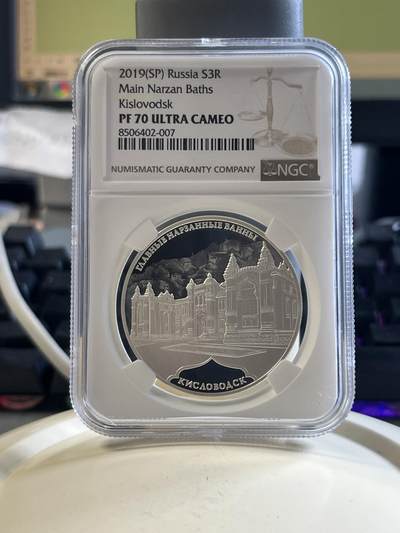 2019(SP) Russia S3R
Main Narzan Baths
Kislovodsk
PF 70 ULTRA CAMEO
8506402-007
NUMISMATIC GUARANTY COMPANY
NGC
ГЛАВНЫЕ НАРЗАННЫЕ ВАННЫ
КИСЛОВОДСК